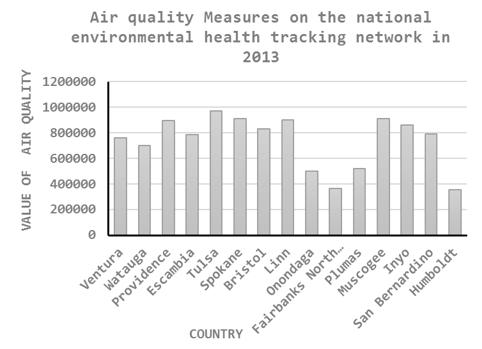 Air quality Measures on the national
environmental health tracking network in
2013
VALUE OF AIR QUALITY
1200000
1000000
800000
600000
400000
200000
0
Ventura
Watauga
Providence
Escambia
Tulsa
Spokane
Bristol
Linn
Onondaga
Fairbanks North…
Plumas
Muscogee
Inyo
San Bernardino
Humboldt
COUNTRY